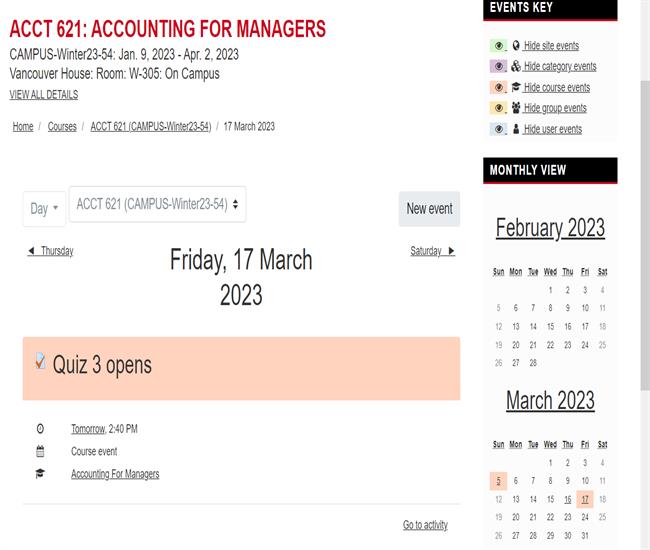 ACCT 621: ACCOUNTING FOR MANAGERS
CAMPUS-Winter23-54: Jan. 9, 2023 - Apr. 2, 2023
Vancouver House: Room: W-305: On Campus
VIEW ALL DETAILS
Home / Courses / ACCT 621 (CAMPUS-Winter23-54) / 17 March 2023
Day
ACCT 621 (CAMPUS-Winter23-54)
New event
Thursday
Friday, 17 March
2023
Saturday
Quiz 3 opens
Tomorrow, 2:40 PM
Course event
Accounting For Managers
Go to activity
EVENTS KEY
Hide site events
Hide category events
Hide course events
Hide group events
Hide user events
MONTHLY VIEW
February 2023
Sun Mon Tue Wed Thu Fri Sat
1 2 3 4
5 6 7 8 9 10 11
12 13 14 15 16 17 18
19 20 21 22 23 24 25
26 27 28
March 2023
Sun Mon Tue Wed Thu Fri Sat
1 2 3 4
5 6 7 8 9 10 11
12 13 14 15 16 17 18
19 20 21 22 23 24 25
26 27 28 29 30 31